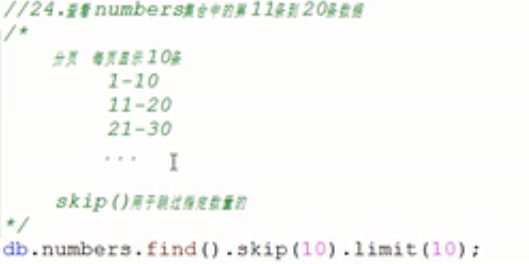 //24.查看numbers集合中的第11条到20条数据
/*
分页 每页显示10条
1-10
11-20
21-30
...
skip()用于跳过指定数量的
*/
db.numbers.find().skip(10).limit(10);